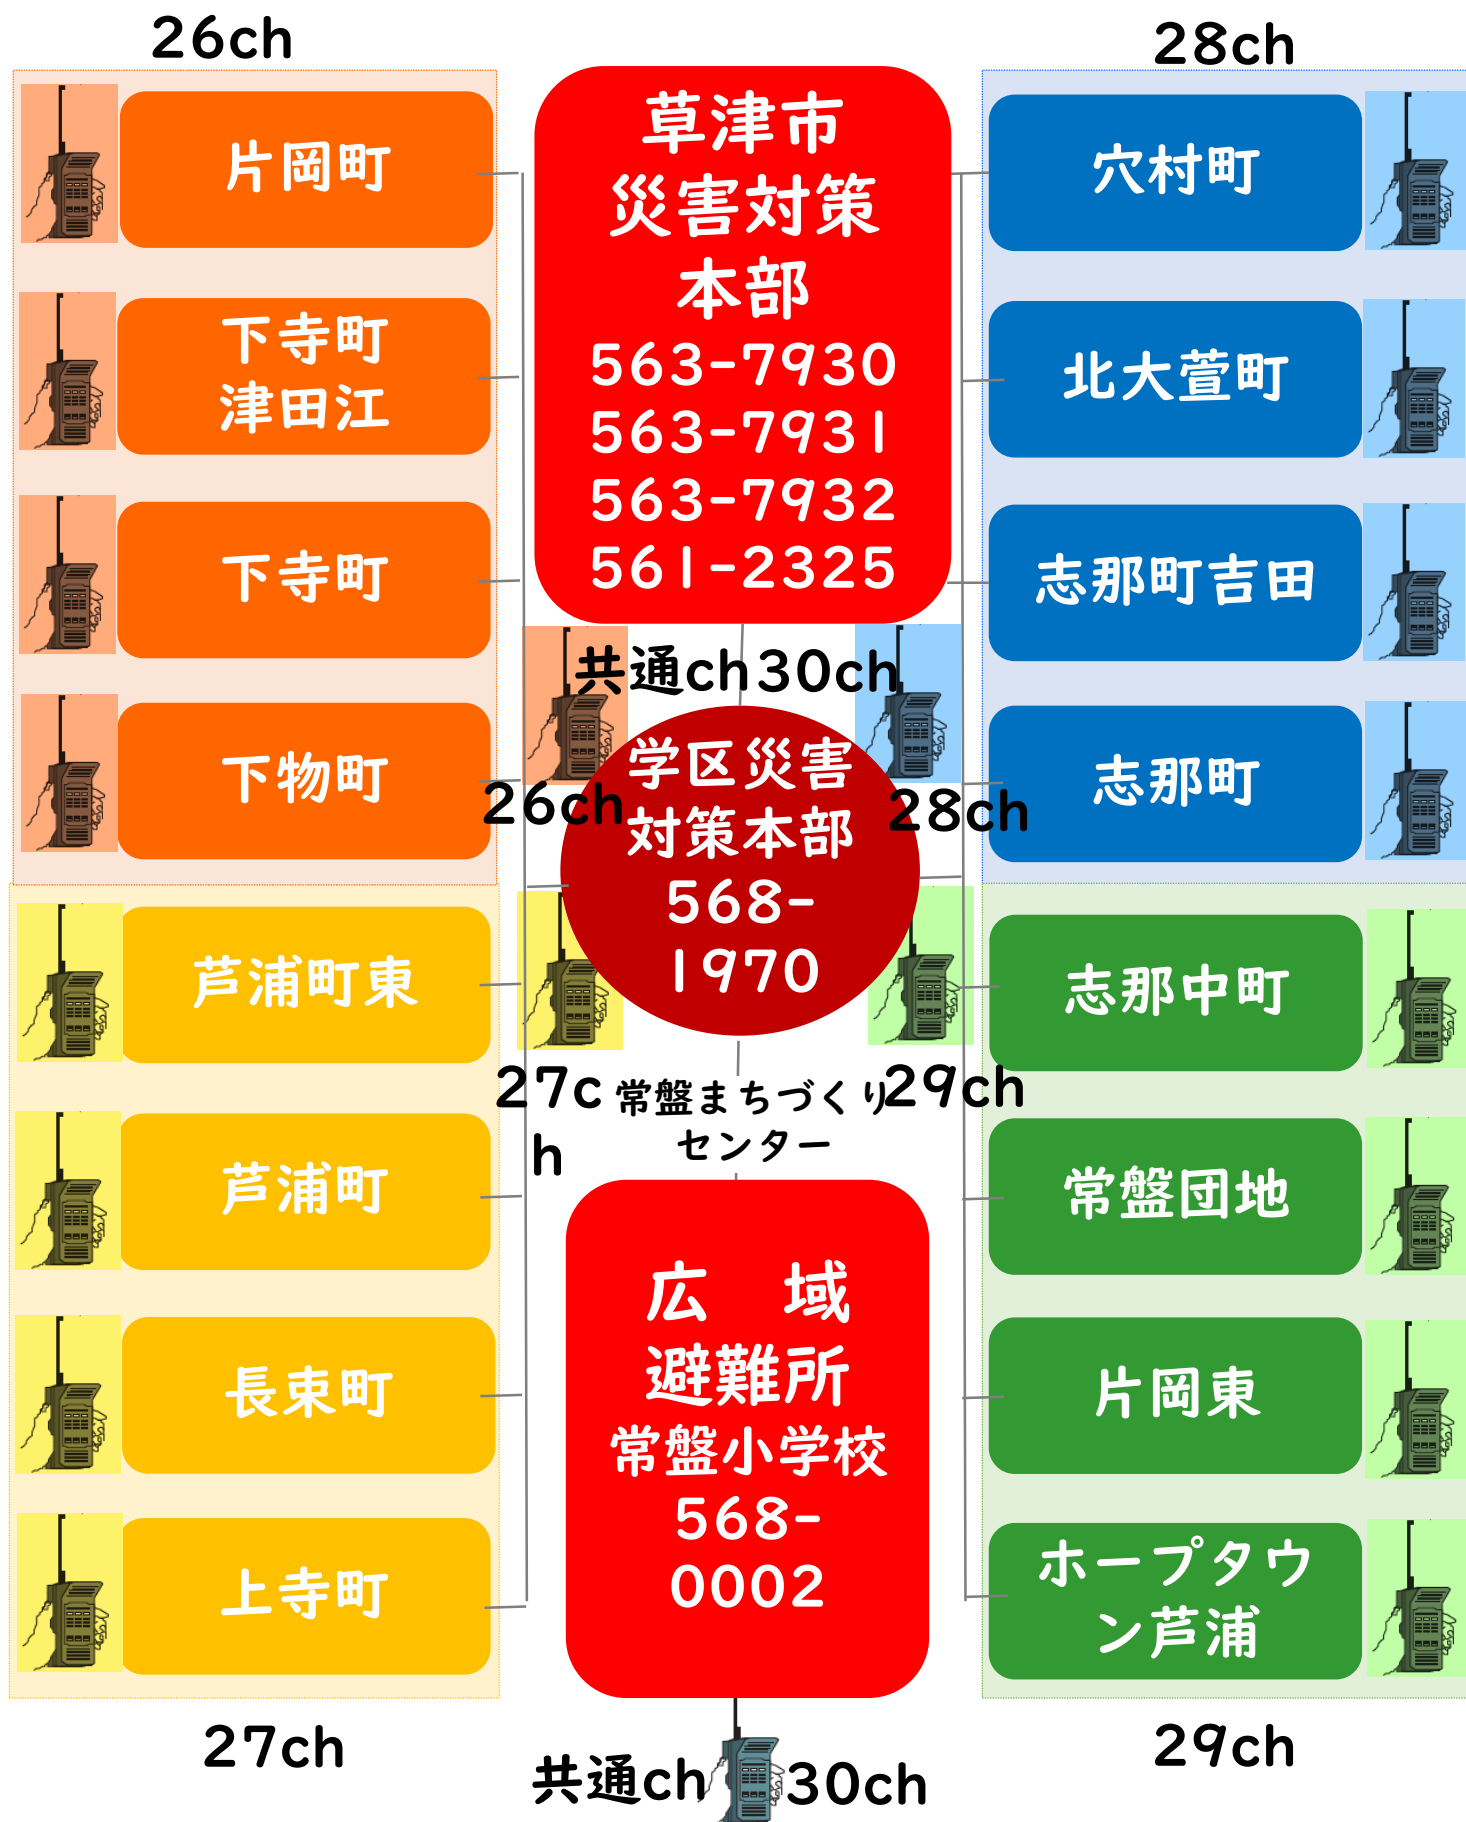 26ch
片岡町
下寺町
津田江
下寺町
下物町
芦浦町東
芦浦町
長束町
上寺町
27ch
草津市
災害対策
本部
563-7930
563-7931
563-7932
561-2325
共通ch30ch
26ch
28ch
学区災害
対策本部
568-
1970
27c
h
29ch
常盤まちづくり
センター
広　域
避難所
常盤小学校
568-
0002
共通ch
30ch
28ch
穴村町
北大萱町
志那町吉田
志那町
志那中町
常盤団地
片岡東
ホープタウ
ン芦浦
29ch